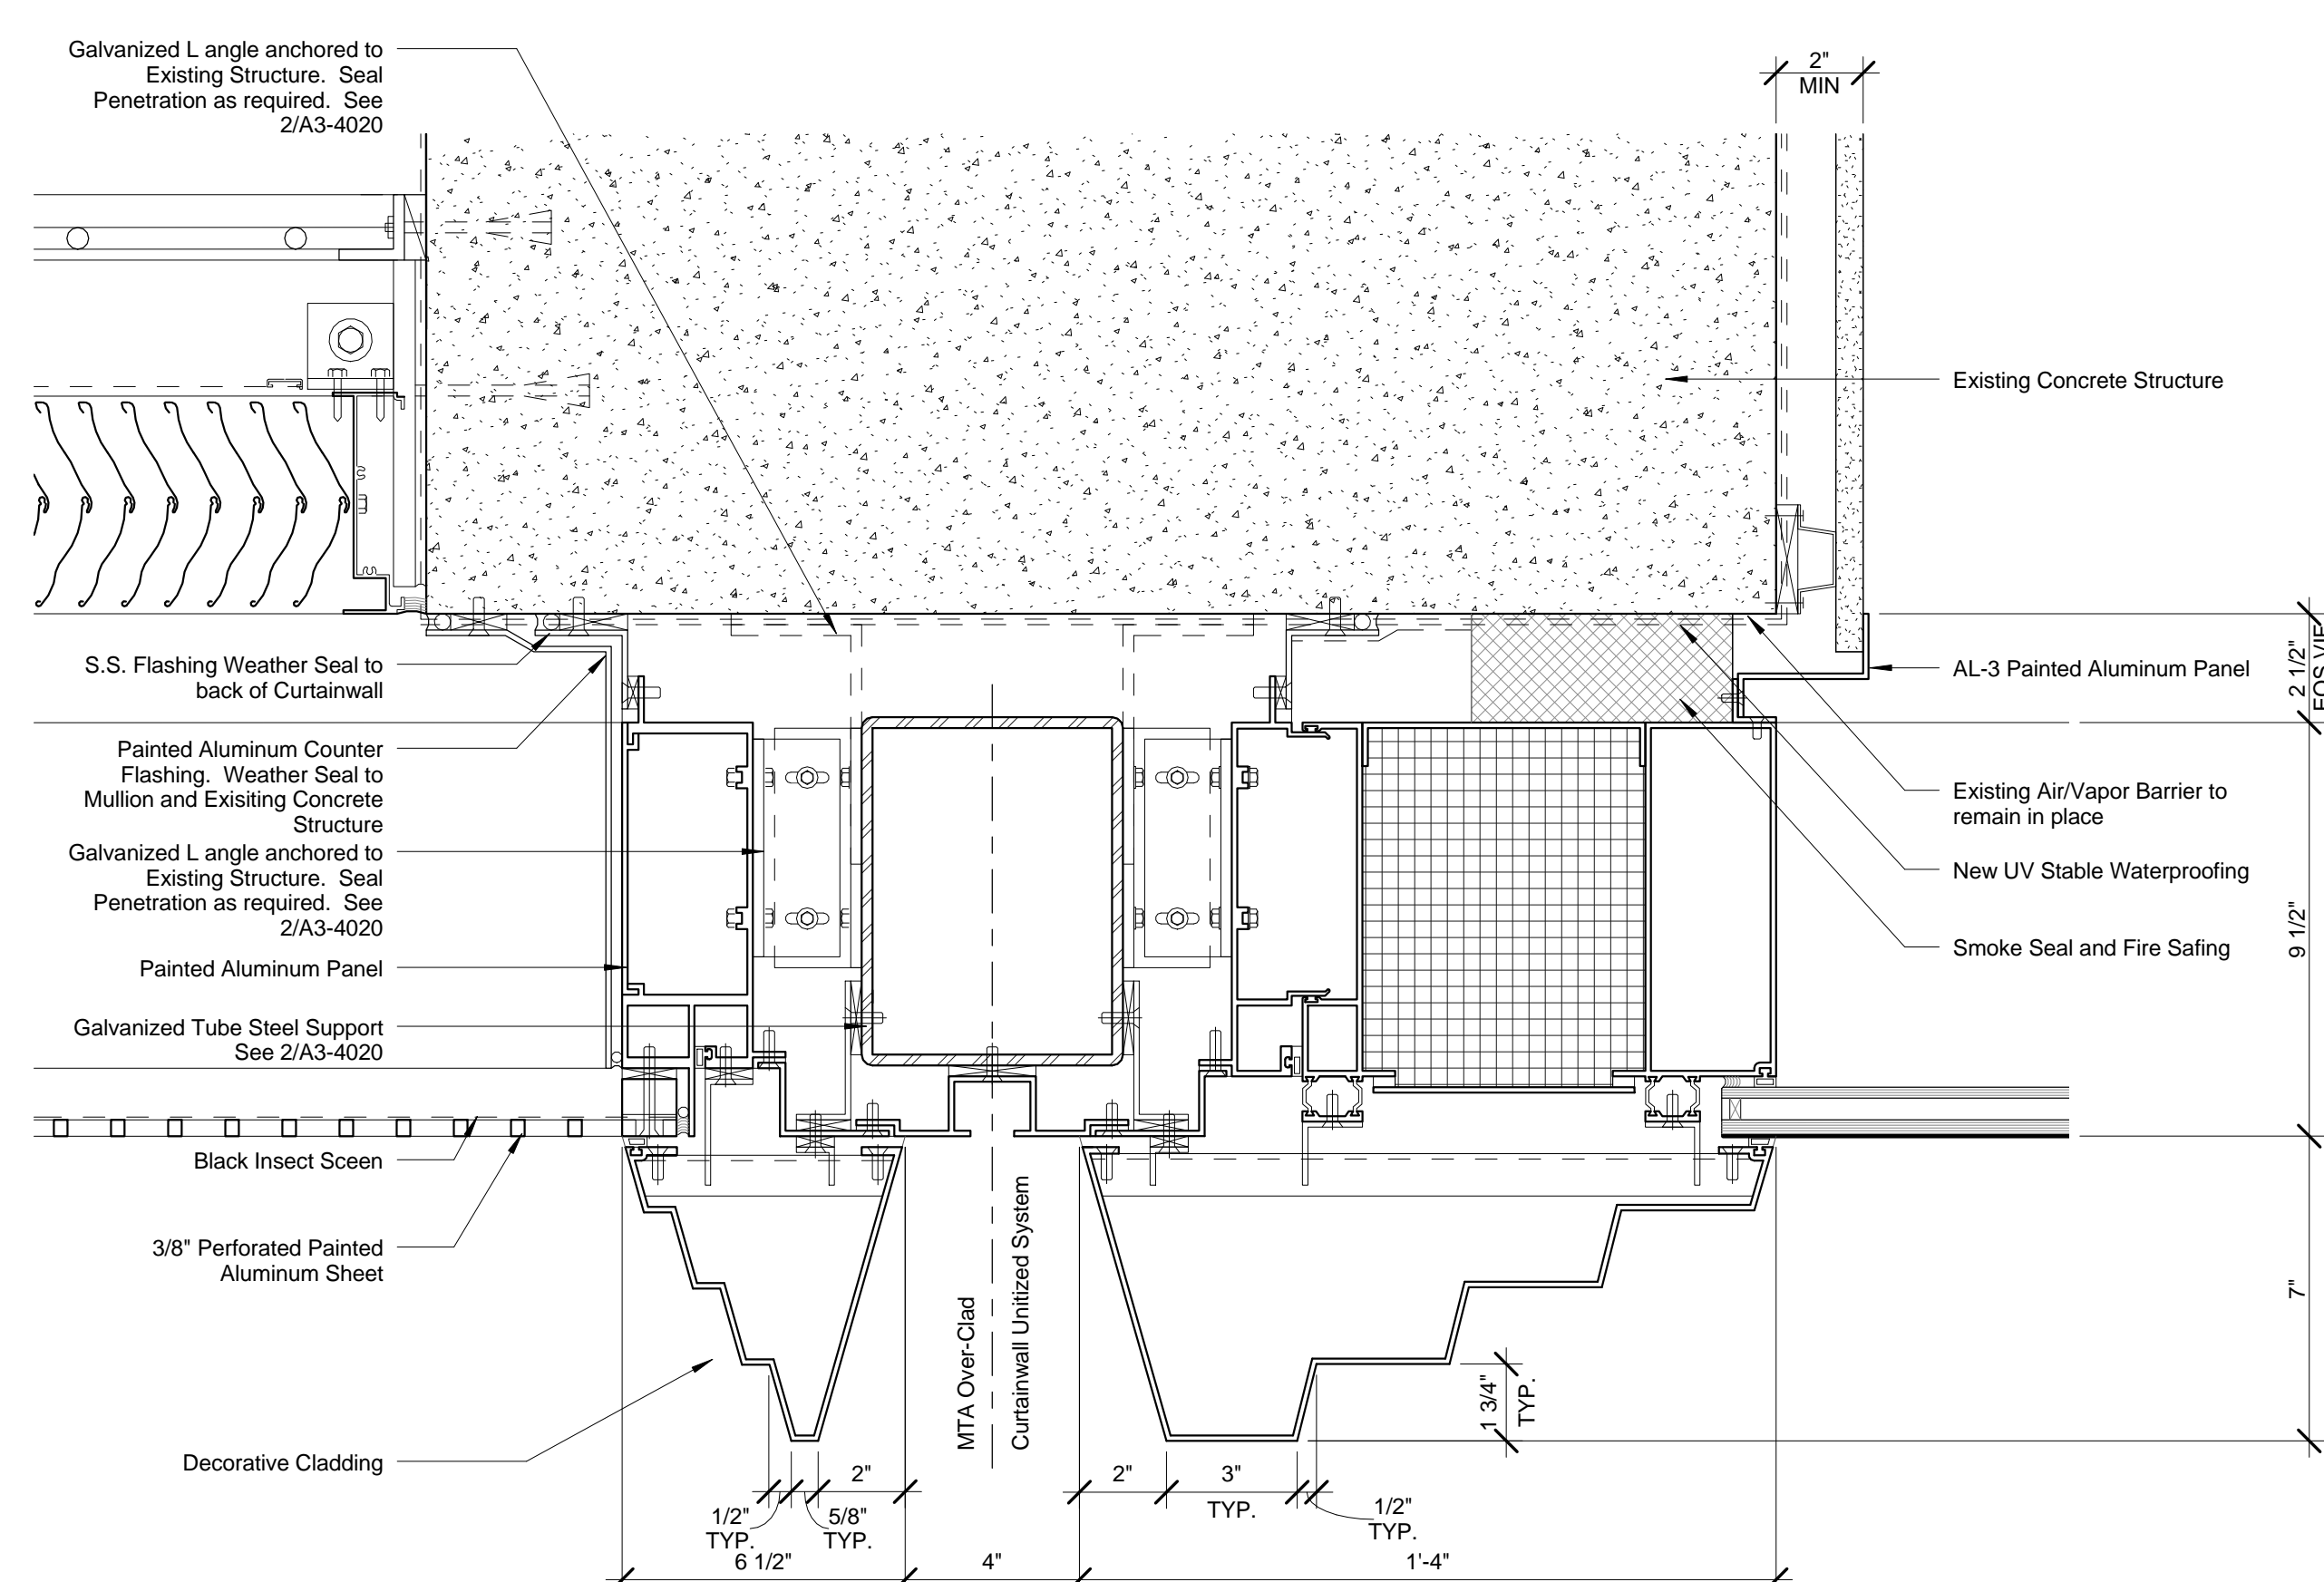 Galvanized L angle anchored to
Existing Structure.  Seal
Penetration as required.  See
2/A3-4020
S.S. Flashing Weather Seal to
back of Curtainwall
Painted Aluminum Counter
Flashing.  Weather Seal to
Mullion and Exisiting Concrete
Structure
Galvanized L angle anchored to
Existing Structure.  Seal
Penetration as required.  See
2/A3-4020
Painted Aluminum Panel
Galvanized Tube Steel Support
See 2/A3-4020
Black Insect Sceen
3/8" Perforated Painted
Aluminum Sheet
Decorative Cladding
2"
MIN
Existing Concrete Structure
AL-3 Painted Aluminum Panel
Existing Air/Vapor Barrier to
remain in place
New UV Stable Waterproofing
Smoke Seal and Fire Safing
2 1/2"
EOS VIF
9 1/2"
7"
MTA Over-Clad
Curtainwall Unitized System
1 3/4"
TYP.
1/2"
TYP.
5/8"
TYP.
2"
2"
3"
TYP.
1/2"
TYP.
6 1/2"
4"
1'-4"